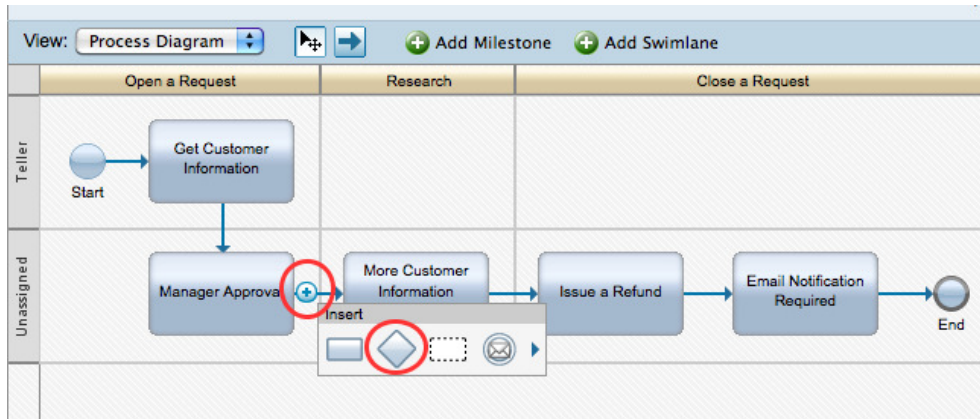 View: Process Diagram Add Milestone Add Swimlane
Open a Request Research Close a Request
Teller
Start
Get Customer
Information
Unassigned
Manager Approval
More Customer
Information
Issue a Refund
Email Notification
Required
End
Insert